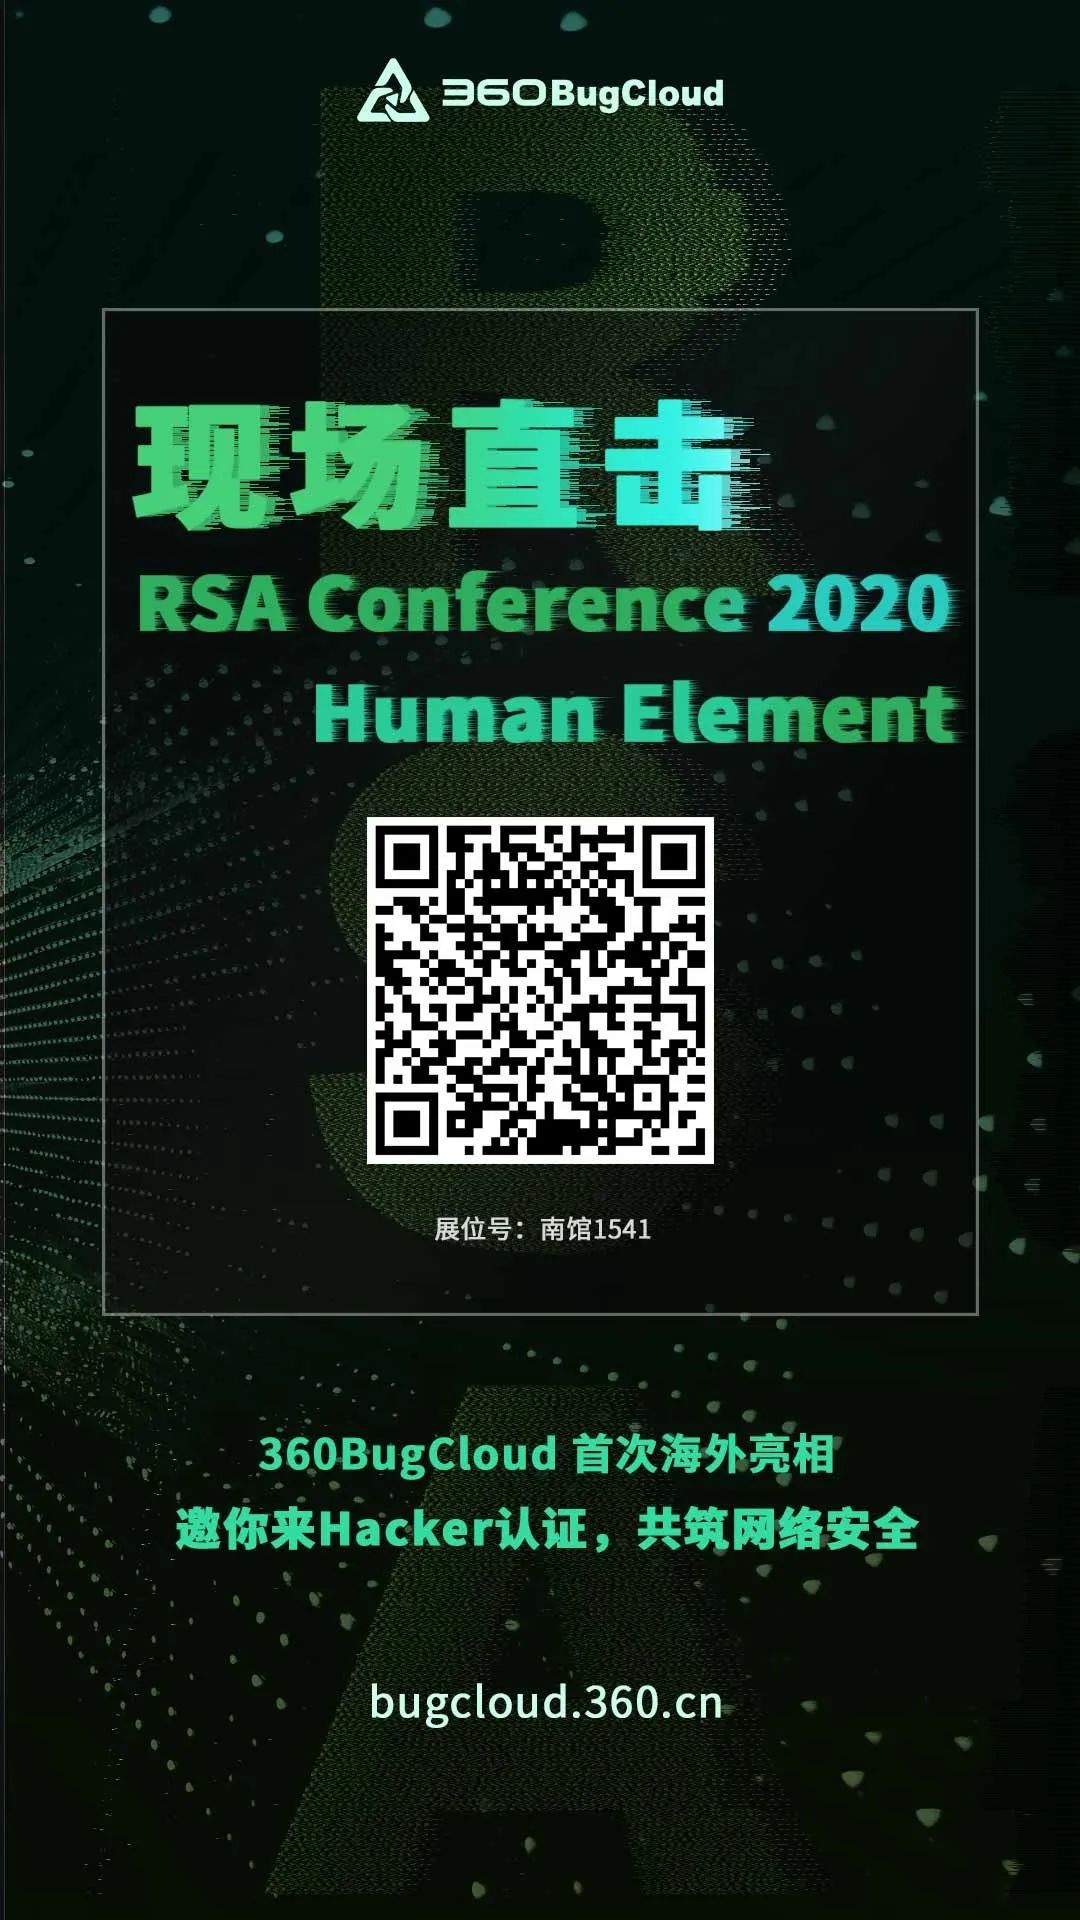 360BugCloud
现场直击
RSA Conference 2020
Human Element
展位号：南馆1541
360BugCloud 首次海外亮相
邀你来Hacker认证，共筑网络安全
bugcloud.360.cn
RSA